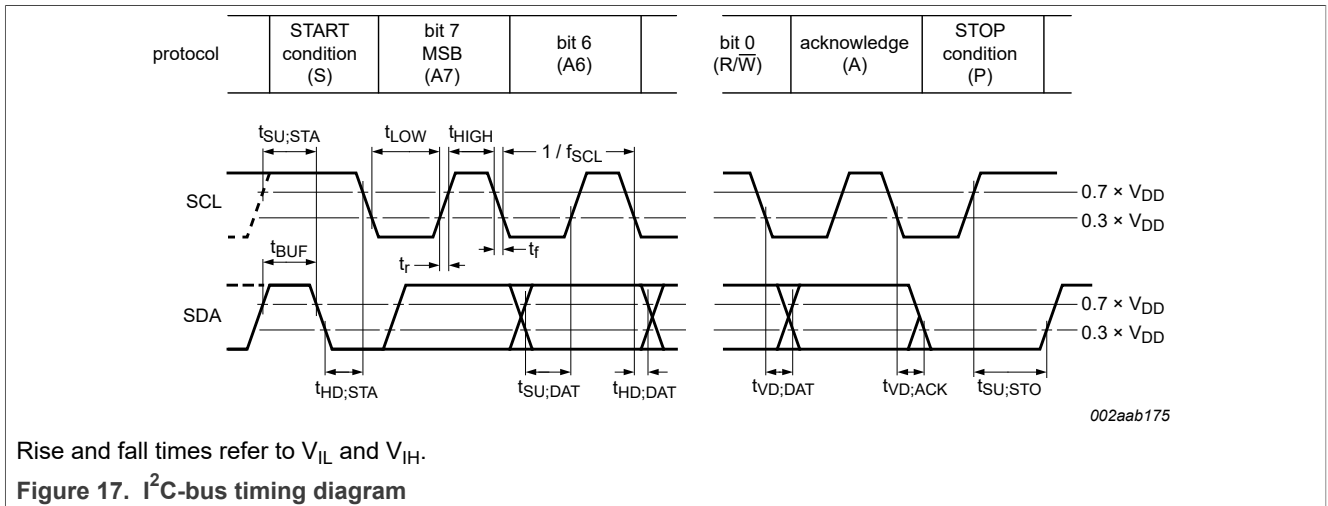 protocol
START
condition
(S)
bit 7
MSB
(A7)
bit 6
(A6)
bit 0
(R/W̅)
acknowledge
(A)
STOP
condition
(P)
tSU;STA
tLOW
tHIGH
1 / fSCL
SCL
0.7 × VDD
0.3 × VDD
tBUF
tr
tf
SDA
0.7 × VDD
0.3 × VDD
tHD;STA
tSU;DAT
tHD;DAT
tVD;DAT
tVD;ACK
tSU;STO
002aab175
Rise and fall times refer to VIL and VIH.
Figure 17. I²C-bus timing diagram